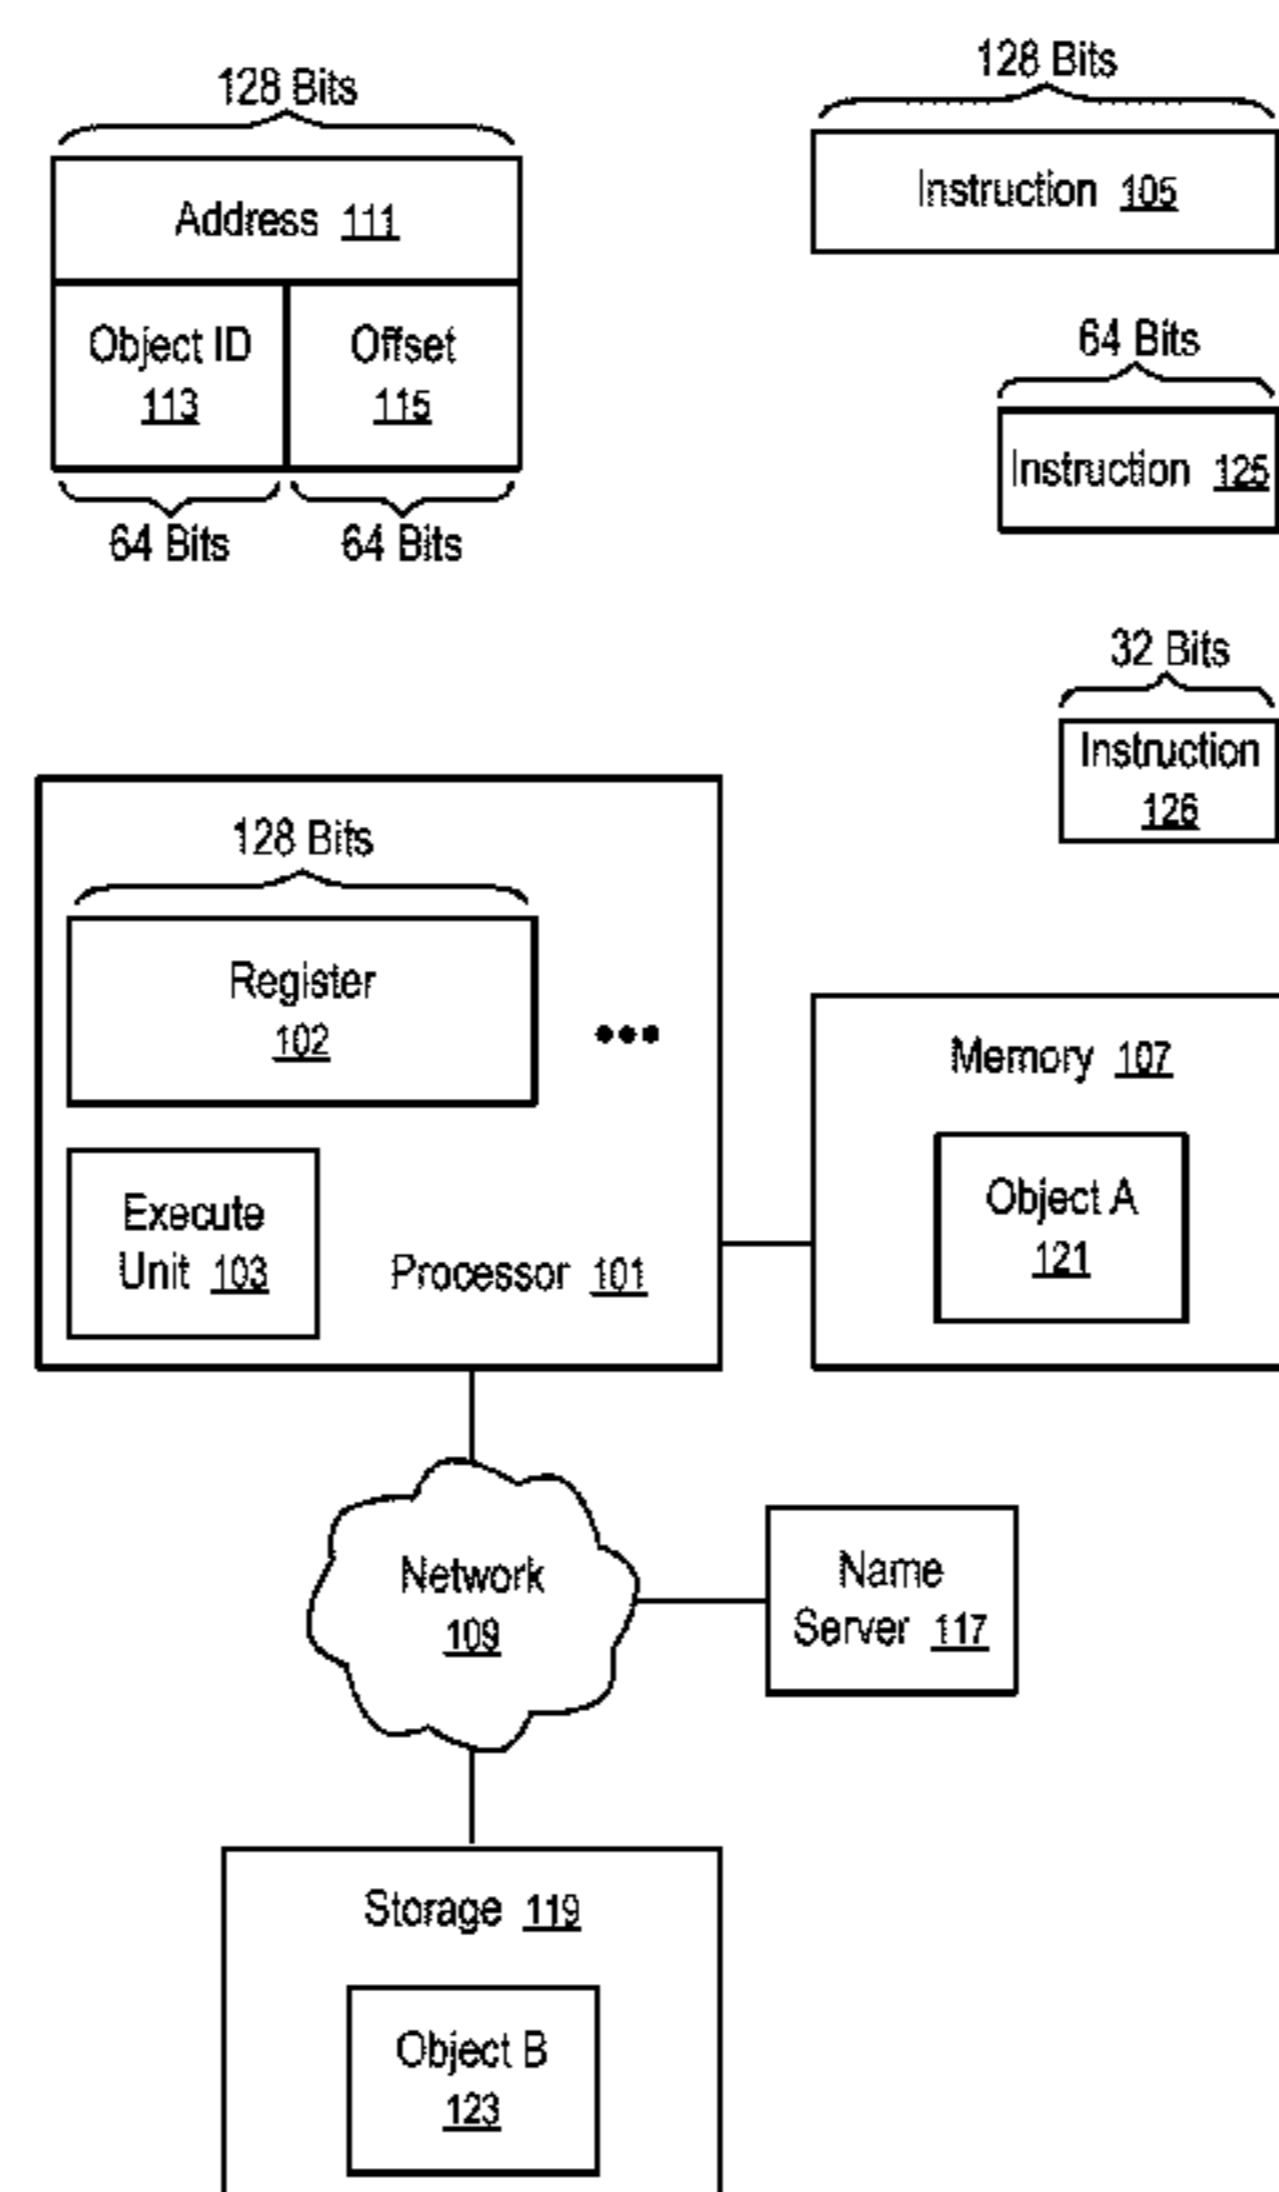 128 Bits
Address 111
Object ID
113
Offset
115
64 Bits
64 Bits
128 Bits
Instruction 105
64 Bits
Instruction 125
32 Bits
Instruction
126
128 Bits
Register
102
Execute
Unit 103
Processor 101
Memory 107
Object A
121
Network
109
Name
Server 117
Storage 119
Object B
123